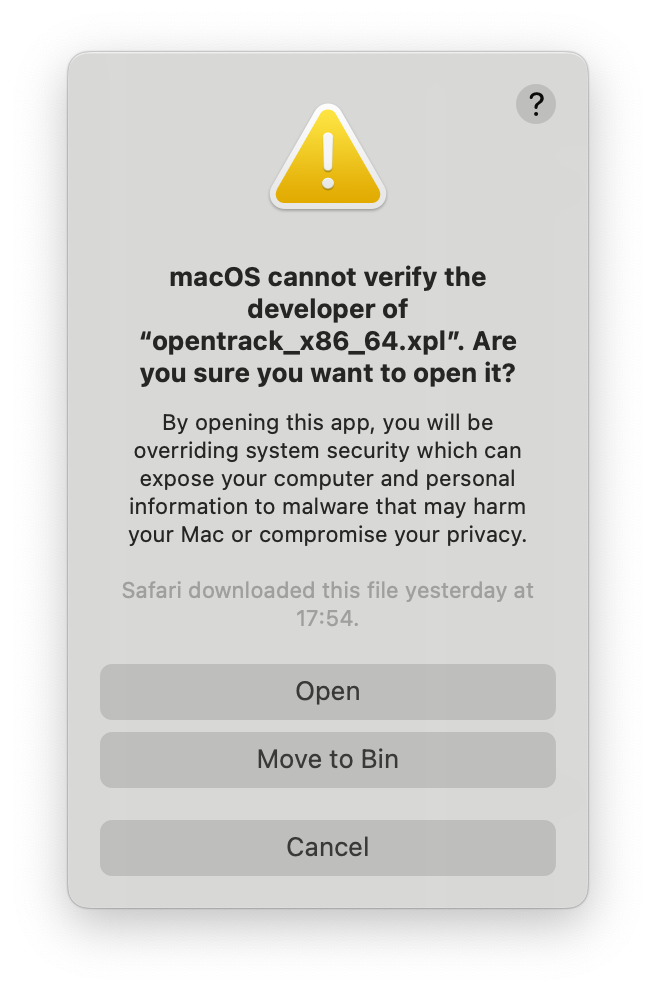 ?
macOS cannot verify the
developer of
“opentrack_x86_64.xpl”. Are
you sure you want to open it?
By opening this app, you will be
overriding system security which can
expose your computer and personal
information to malware that may harm
your Mac or compromise your privacy.
Safari downloaded this file yesterday at
17:54.
Open
Move to Bin
Cancel